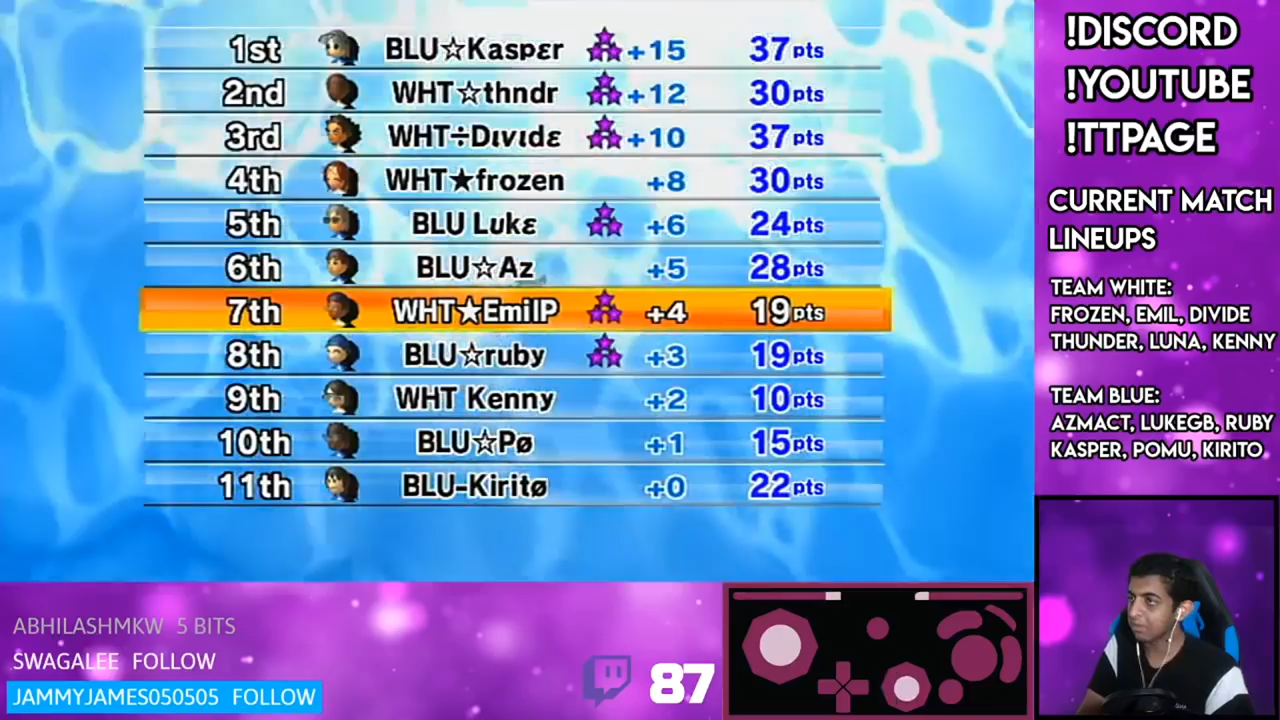 1st BLU☆Kaspεr +15 37pts
2nd WHT☆thndr +12 30pts
3rd WHT÷Dιvιdε +10 37pts
4th WHT★frozen +8 30pts
5th BLU Lukε +6 24pts
6th BLU☆Az +5 28pts
7th WHT★EmilP +4 19pts
8th BLU☆ruby +3 19pts
9th WHT Kenny +2 10pts
10th BLU☆Pø +1 15pts
11th BLU-Kiritø +0 22pts
!DISCORD
!YOUTUBE
!TTPAGE
CURRENT MATCH
LINEUPS
TEAM WHITE:
FROZEN, EMIL, DIVIDE
THUNDER, LUNA, KENNY
TEAM BLUE:
AZMACT, LUKEGB, RUBY
KASPER, POMU, KIRITO
ABHILASHMKW 5 BITS
SWAGALEE FOLLOW
JAMMYJAMES050505 FOLLOW
87